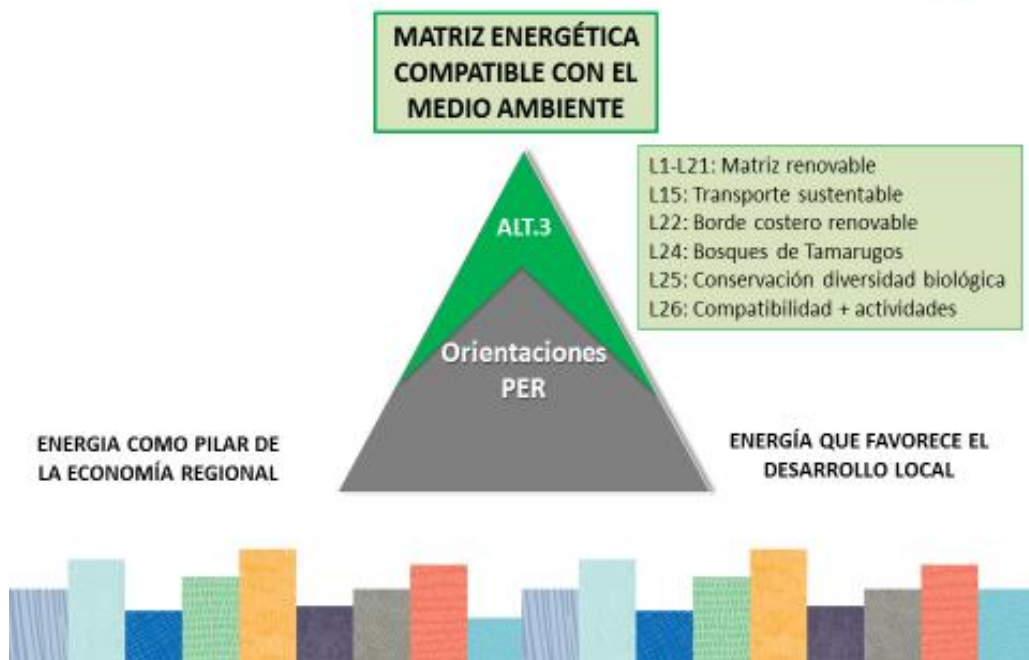 MATRIZ ENERGÉTICA
COMPATIBLE CON EL
MEDIO AMBIENTE
L1-L21: Matriz renovable
L15: Transporte sustentable
L22: Borde costero renovable
L24: Bosques de Tamarugos
L25: Conservación diversidad biológica
L26: Compatibilidad + actividades
ALT.3
Orientaciones
PER
ENERGIA COMO PILAR DE
LA ECONOMÍA REGIONAL
ENERGÍA QUE FAVORECE EL
DESARROLLO LOCAL